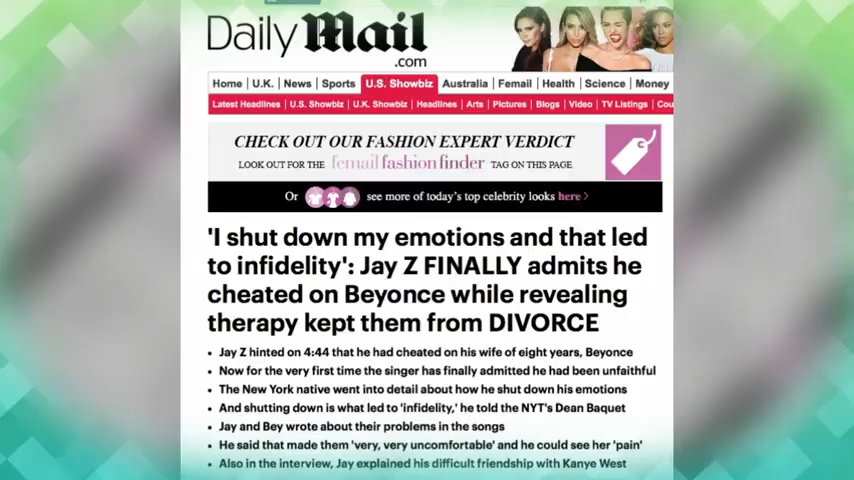 Daily Mail
.com
Home U.K. News Sports U.S. Showbiz Australia Femail Health Science Money
Latest Headlines U.S. Showbiz U.K. Showbiz Headlines Arts Pictures Blogs Video TV Listings Cou
CHECK OUT OUR FASHION EXPERT VERDICT
LOOK OUT FOR THE femail fashion finder TAG ON THIS PAGE
Or see more of today's top celebrity looks here >
'I shut down my emotions and that led
to infidelity': Jay Z FINALLY admits he
cheated on Beyonce while revealing
therapy kept them from DIVORCE
• Jay Z hinted on 4:44 that he had cheated on his wife of eight years, Beyonce
• Now for the very first time the singer has finally admitted he had been unfaithful
• The New York native went into detail about how he shut down his emotions
• And shutting down is what led to 'infidelity,' he told the NYT's Dean Baquet
• Jay and Bey wrote about their problems in the songs
• He said that made them 'very, very uncomfortable' and he could see her 'pain'
• Also in the interview, Jay explained his difficult friendship with Kanye West